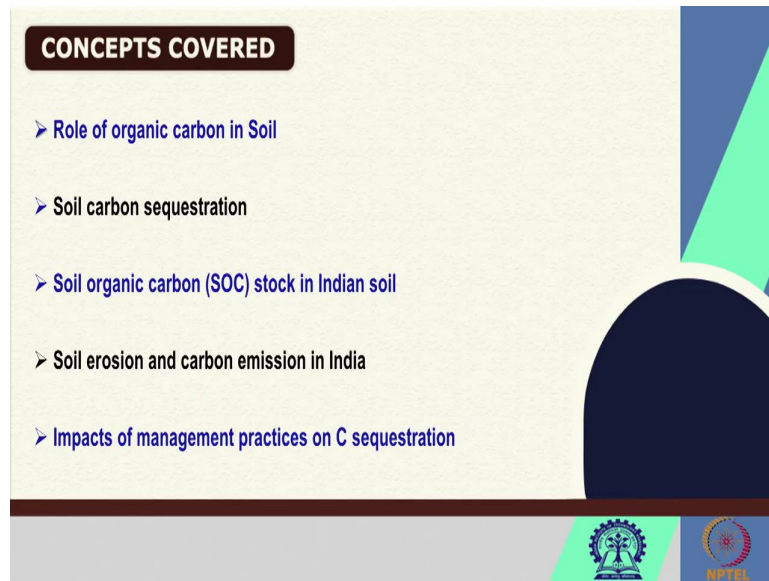 CONCEPTS COVERED
➢ Role of organic carbon in Soil
➢ Soil carbon sequestration
➢ Soil organic carbon (SOC) stock in Indian soil
➢ Soil erosion and carbon emission in India
➢ Impacts of management practices on C sequestration
NPTEL